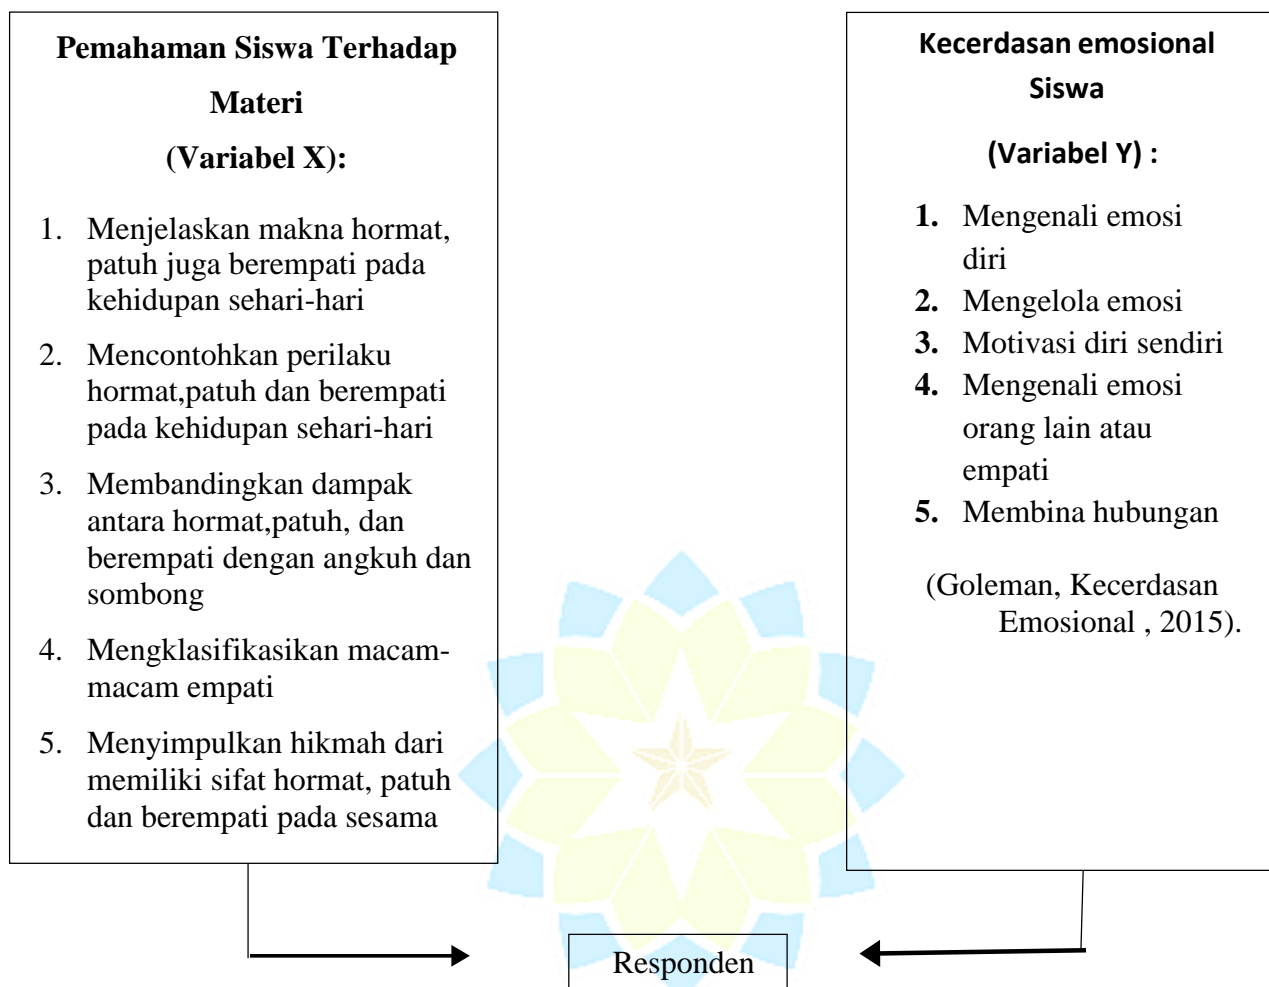 Pemahaman Siswa Terhadap
Materi
(Variabel X):
1. Menjelaskan makna hormat,
patuh juga berempati pada
kehidupan sehari-hari
2. Mencontohkan perilaku
hormat,patuh dan berempati
pada kehidupan sehari-hari
3. Membandingkan dampak
antara hormat,patuh, dan
berempati dengan angkuh dan
sombong
4. Mengklasifikasikan macam-
macam empati
5. Menyimpulkan hikmah dari
memiliki sifat hormat, patuh
dan berempati pada sesama
Kecerdasan emosional
Siswa
(Variabel Y) :
1. Mengenali emosi
diri
2. Mengelola emosi
3. Motivasi diri sendiri
4. Mengenali emosi
orang lain atau
empati
5. Membina hubungan
(Goleman, Kecerdasan
Emosional , 2015).
Responden